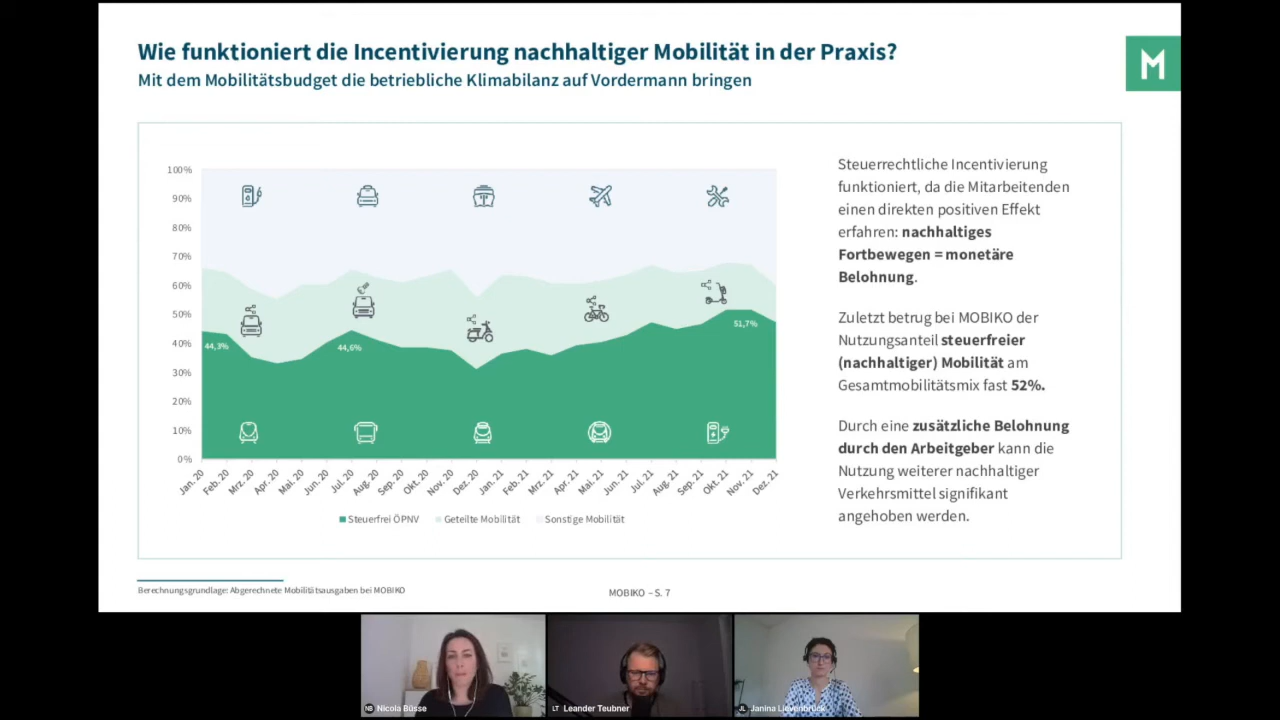 Wie funktioniert die Incentivierung nachhaltiger Mobilität in der Praxis?
Mit dem Mobilitätsbudget die betriebliche Klimabilanz auf Vordermann bringen
M
100%
90%
80%
70%
60%
50%
40%
30%
20%
10%
0%
44,3%
44,6%
51,7%
Jan. 20
Feb. 20
Mrz. 20
Apr. 20
Mai. 20
Jun. 20
Jul. 20
Aug. 20
Sep. 20
Okt. 20
Nov. 20
Dez. 20
Jan. 21
Feb. 21
Mrz. 21
Apr. 21
Mai. 21
Jun. 21
Jul. 21
Aug. 21
Sep. 21
Okt. 21
Nov. 21
Dez. 21
Steuerfrei ÖPNV Geteilte Mobilität Sonstige Mobilität
Steuerrechtliche Incentivierung
funktioniert, da die Mitarbeitenden
einen direkten positiven Effekt
erfahren: nachhaltiges
Fortbewegen = monetäre
Belohnung.
Zuletzt betrug bei MOBIKO der
Nutzungsanteil steuerfreier
(nachhaltiger) Mobilität am
Gesamtmobilitätsmix fast 52%.
Durch eine zusätzliche Belohnung
durch den Arbeitgeber kann die
Nutzung weiterer nachhaltiger
Verkehrsmittel signifikant
angehoben werden.
Berechnungsgrundlage: Abgerechnete Mobilitätsausgaben bei MOBIKO
MOBIKO – S. 7
NB Nicola Büsse
LT Leander Teubner
JL Janina Lievenbrück